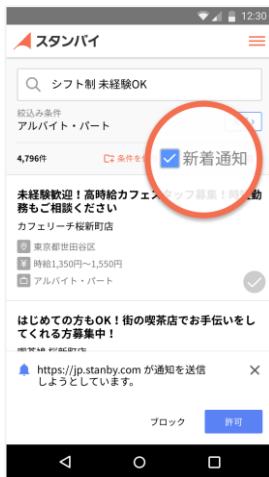 12:30
スタンバイ
シフト制 未経験OK
絞込み条件
アルバイト・パート
4,796件
条件を
新着通知
未経験歓迎！高時給カフェスタッフ募集！時
勤
務もご相談ください
カフェリーチ桜新町店
東京都世田谷区
時給1,350円〜1,550円
アルバイト・パート
はじめての方もOK！街の喫茶店でお手伝いをし
てくれる方募集中！
https://jp.stanby.com が通知を送信
しようとしています。
ブロック
許可